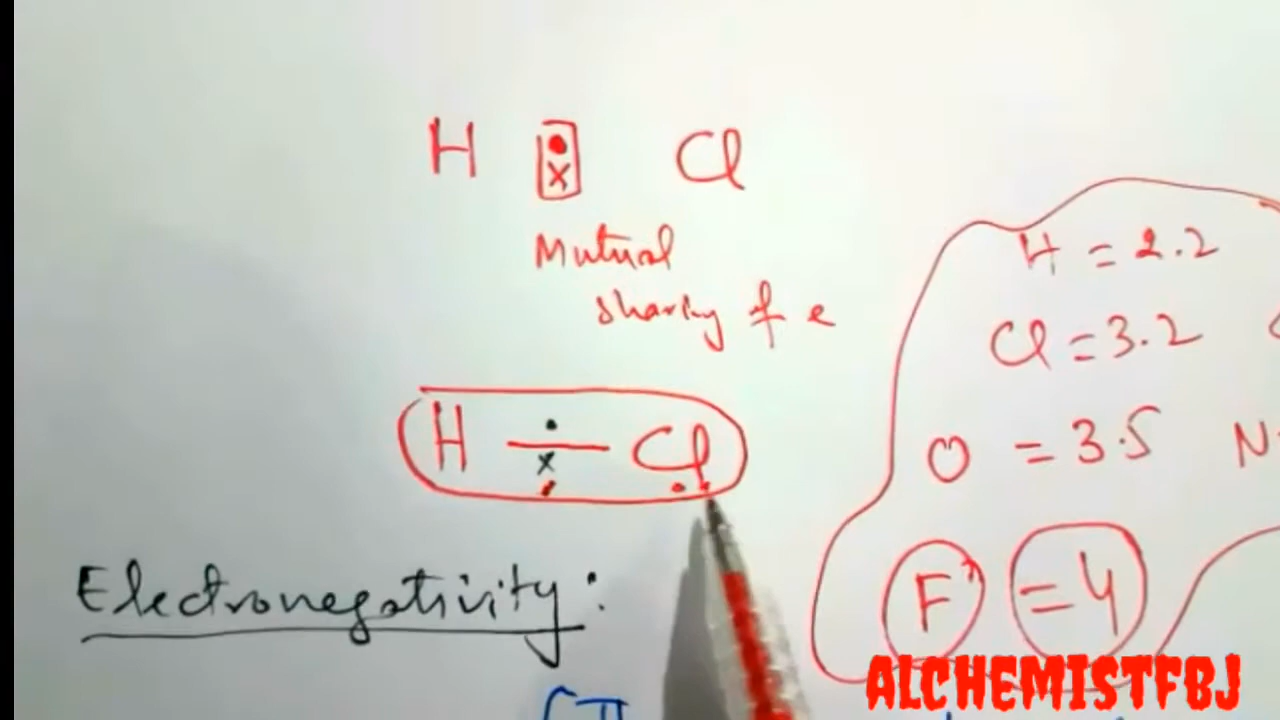 H • x Cl
Mutual
sharing of e
H = 2.2
Cl = 3.2
O = 3.5 N
H • — x Cl
F = 4
Electronegativity:
ALCHEMISTFBJ